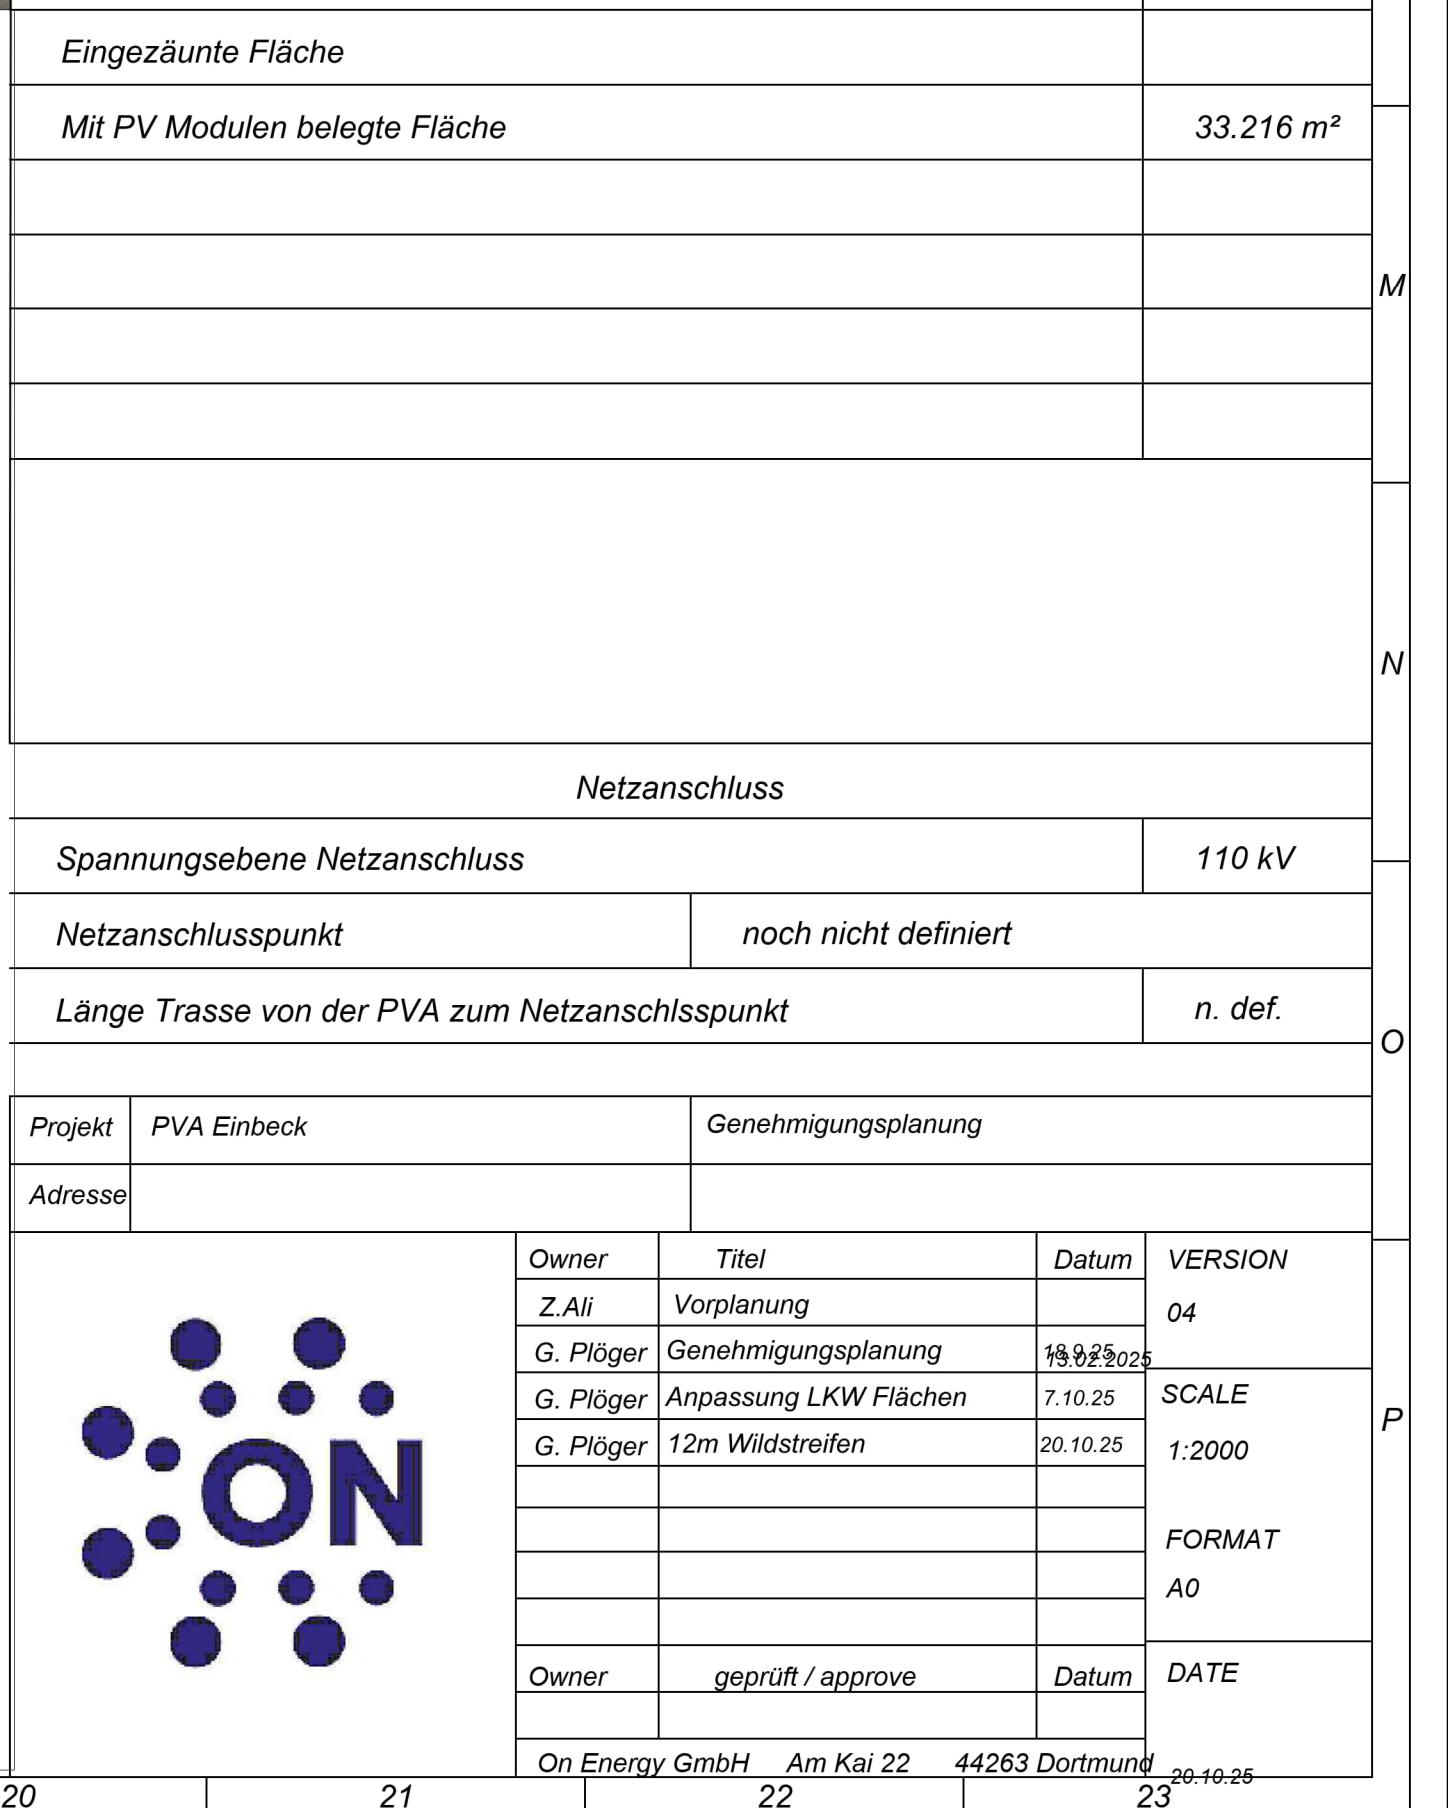 Eingezäunte Fläche
Mit PV Modulen belegte Fläche 33.216 m²
M
N
Netzanschluss
Spannungsebene Netzanschluss 110 kV
Netzanschlusspunkt noch nicht definiert
Länge Trasse von der PVA zum Netzanschlsspunkt n. def.
O
Projekt PVA Einbeck Genehmigungsplanung
Adresse
Owner Titel Datum VERSION
Z.Ali Vorplanung 04
G. Plöger Genehmigungsplanung 18.9.25 13.02.2025
G. Plöger Anpassung LKW Flächen 7.10.25 SCALE
P
G. Plöger 12m Wildstreifen 20.10.25 1:2000
ON
FORMAT
A0
Owner geprüft / approve Datum DATE
On Energy GmbH Am Kai 22 44263 Dortmund 20.10.25
20 21 22 23